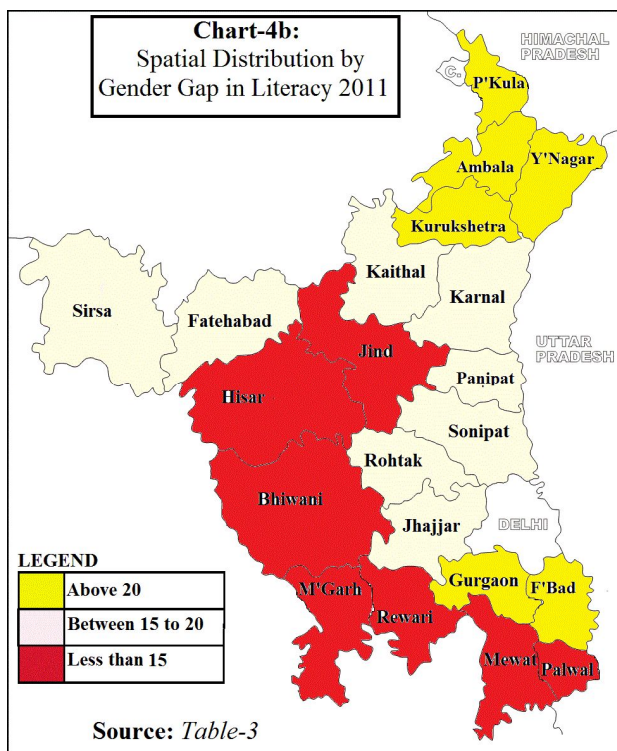 Chart-4b:
Spatial Distribution by
Gender Gap in Literacy 2011
HIMACHAL
PRADESH
C.
P'Kula
Ambala
Y'Nagar
Kurukshetra
Kaithal
Karnal
Sirsa
Fatehabad
Jind
UTTAR
PRADESH
Panipat
Hisar
Sonipat
Rohtak
Bhiwani
Jhajjar
DELHI
LEGEND
Above 20
Between 15 to 20
Less than 15
M'Garh
Gurgaon
F'Bad
Rewari
Mewat
Palwal
Source: Table-3